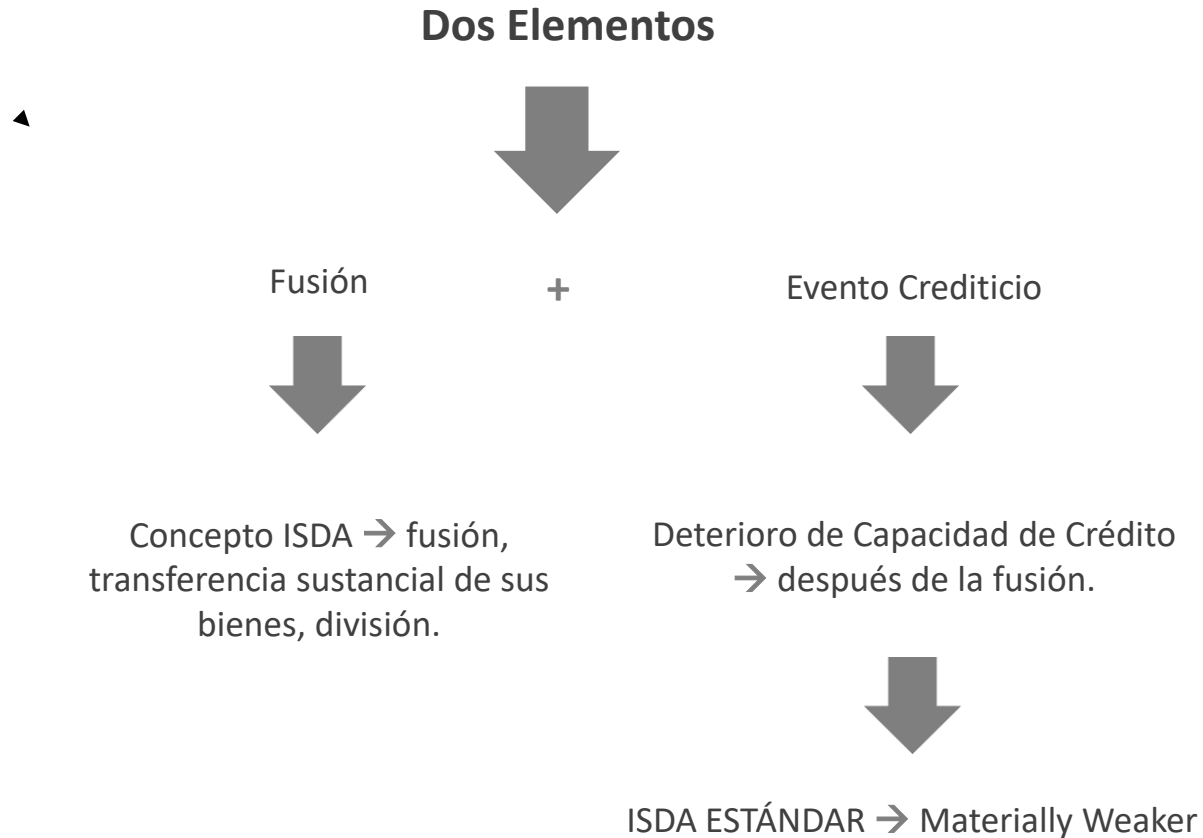 Dos Elementos
Fusión + Evento Crediticio
Concepto ISDA → fusión,
transferencia sustancial de sus
bienes, división.
Deterioro de Capacidad de Crédito
→ después de la fusión.
ISDA ESTÁNDAR → Materially Weaker